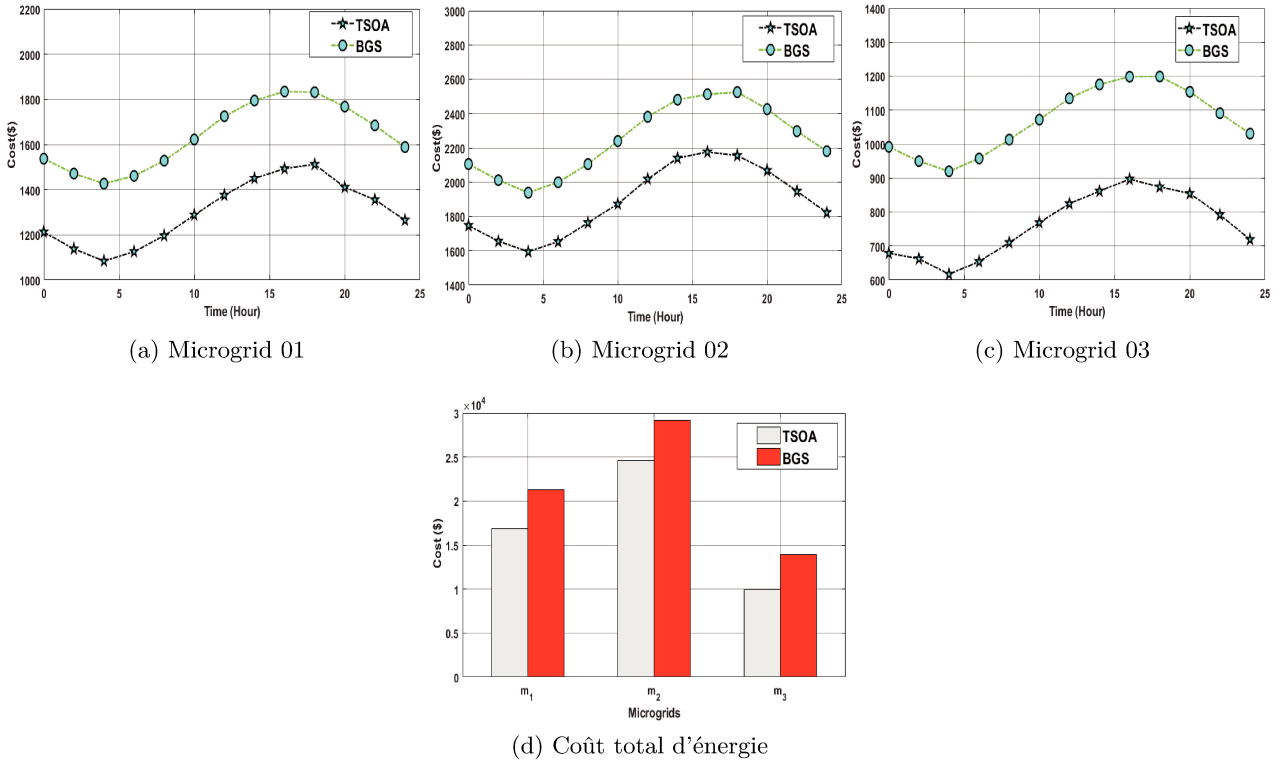 2200
2000
1800
1600
1400
1200
1000
Cost($)
0 5 10 15 20 25
Time (Hour)
TSOA
BGS
(a) Microgrid 01
3000
2800
2600
2400
2200
2000
1800
1600
1400
Cost($)
0 5 10 15 20 25
Time (Hour)
TSOA
BGS
(b) Microgrid 02
1400
1300
1200
1100
1000
900
800
700
600
Cost($)
0 5 10 15 20 25
Time (Hour)
TSOA
BGS
(c) Microgrid 03
×10⁴
3
2.5
2
1.5
1
0.5
0
Cost ($)
m₁ m₂ m₃
Microgrids
TSOA
BGS
(d) Coût total d'énergie